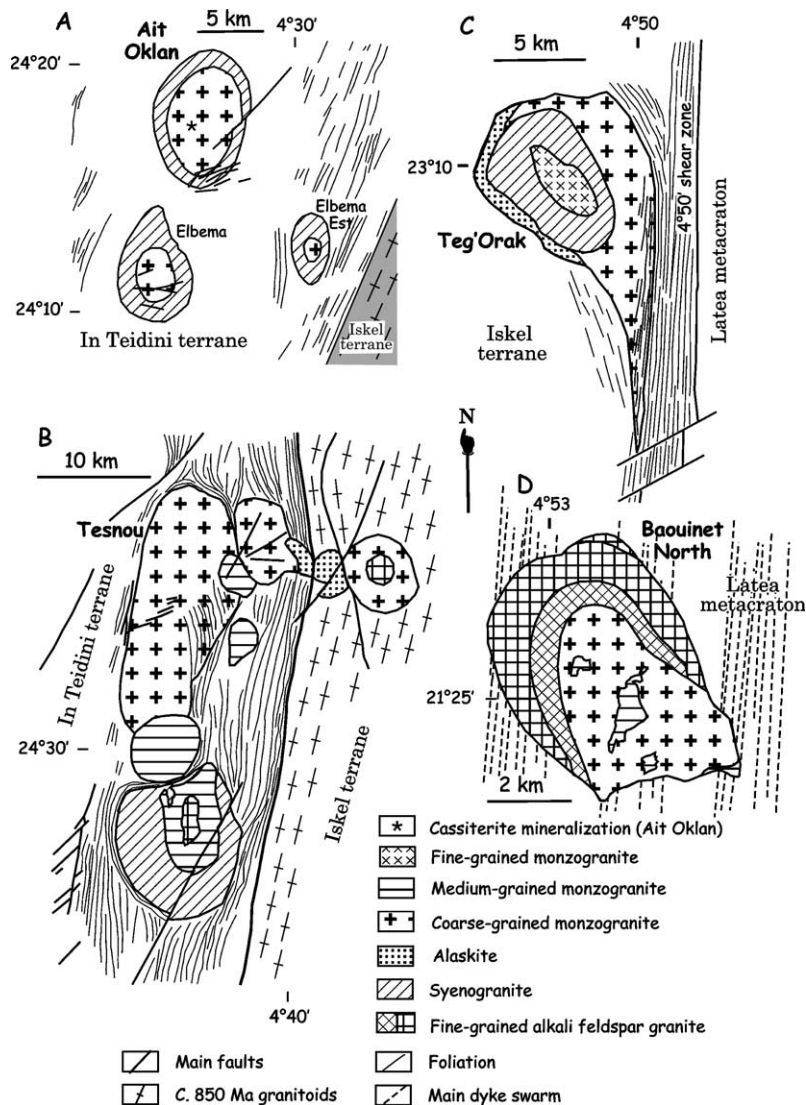 A
Ait
Oklan
5 km
4°30'
24°20'
Elbema
Elbema
Est
24°10'
In Teidini terrane
Iskel
terrane
C
4°50
5 km
23°10
4°50' shear zone
Latea metacraton
Teg'Orak
Iskel
terrane
B
10 km
Tesnou
In Teidini terrane
24°30'
Iskel terrane
4°40'
N
D
4°53
Baouinet
North
Latea
metacraton
21°25'
2 km
* Cassiterite mineralization (Ait Oklan)
Fine-grained monzogranite
Medium-grained monzogranite
Coarse-grained monzogranite
Alaskite
Syenogranite
Fine-grained alkali feldspar granite
Main faults
Foliation
C. 850 Ma granitoids
Main dyke swarm